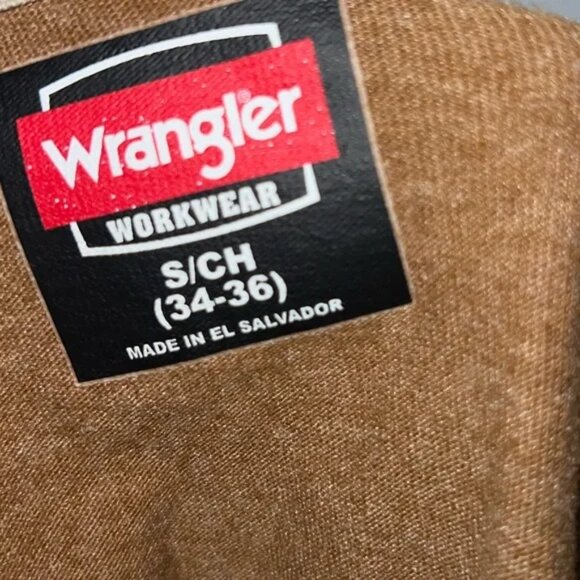 Wrangler
WORKWEAR
S/CH
(34-36)
MADE IN EL SALVADOR